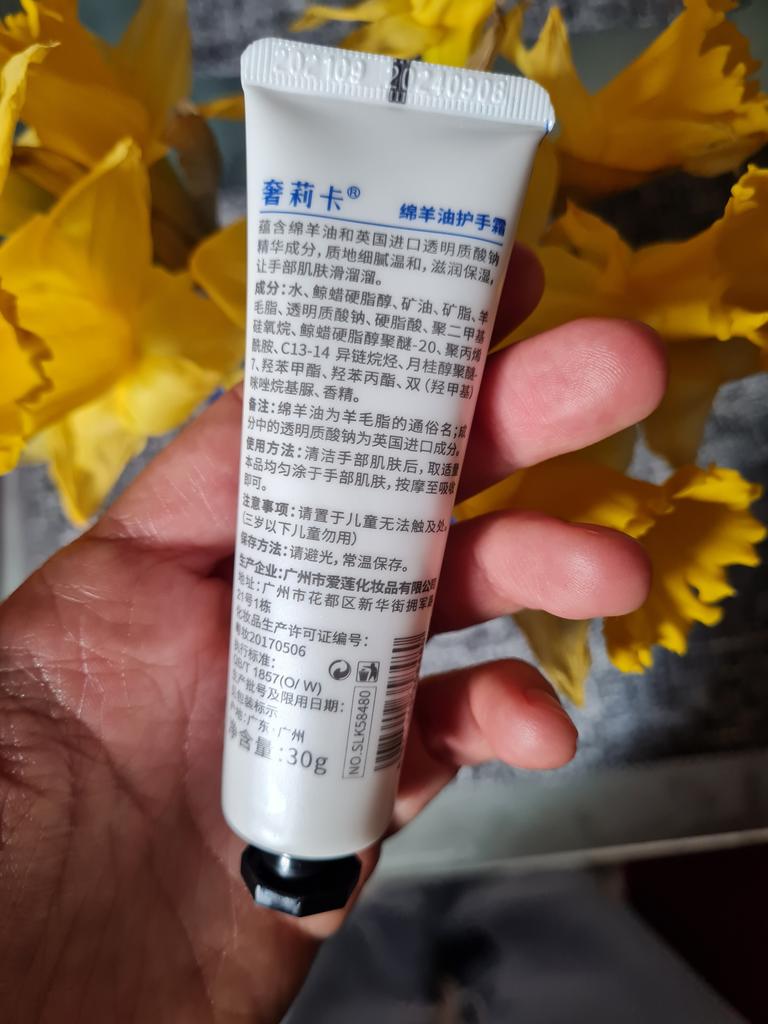 202109 20240908
奢莉卡® 绵羊油护手霜
蕴含绵羊油和英国进口透明质酸钠
精华成分,质地细腻温和,滋润保湿,
让手部肌肤滑溜溜。
成分:水、鲸蜡硬脂醇、矿油、矿脂、羊
毛脂、透明质酸钠、硬脂酸、聚二甲基
硅氧烷、鲸蜡硬脂醇聚醚-20、聚丙烯
酰胺、C13-14 异链烷烃、月桂醇聚醚-
7、羟苯甲酯、羟苯丙酯、双(羟甲基)
咪唑烷基脲、香精。
备注:绵羊油为羊毛脂的通俗名;成
分中的透明质酸钠为英国进口成分。
使用方法:清洁手部肌肤后,取适量
本品均匀涂于手部肌肤,按摩至吸收
即可。
注意事项:请置于儿童无法触及处。
(三岁以下儿童勿用)
保存方法:请避光,常温保存。
生产企业:广州市爱莲化妆品有限公司
地址:广州市花都区新华街拥军路
21号1栋
化妆品生产许可证编号:
粤妆20170506
执行标准:
QB/T 1857(O/W)
生产批号及限用日期:
见包装标示
产地:广东·广州
净含量:30g
NO.SLK58480